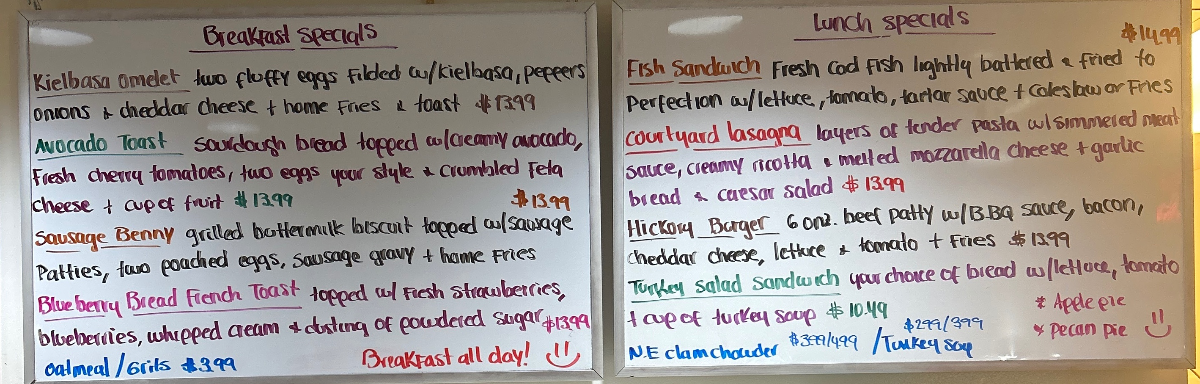 Breakfast specials
Kielbasa omelet two fluffy eggs filded w/kielbasa, peppers
onions & cheddar cheese + home fries & toast $13.99
Avocado Toast sourdough bread topped w/creamy avocado,
fresh cherry tomatoes, two eggs your style & crumbled feta
cheese + cup of fruit $13.99 $13.99
Sausage Benny grilled buttermilk biscuit topped w/sausage
patties, two poached eggs, sausage gravy + home fries
Blueberry Bread French Toast topped w/ fresh strawberries,
blueberries, whipped cream & dusting of powdered sugar $13.99
Oatmeal/Grits $3.99 Breakfast all day!
Lunch specials $14.99
Fish Sandwich Fresh cod fish lightly battered & fried to
perfection w/lettuce, tomato, tartar sauce + coleslaw or fries
Courtyard lasagna layers of tender pasta w/simmered meat
sauce, creamy ricotta & melted mozzarella cheese + garlic
bread & caesar salad $13.99
Hickory Burger 6 onz. beef patty w/BBQ sauce, bacon,
cheddar cheese, lettuce & tomato + fries $13.99
Turkey Salad Sandwich your choice of bread w/lettuce, tomato
+ cup of turkey soup $10.49 * Apple pie
$2.99/3.99 * Pecan pie
N.E clam chowder $3.99/4.99 /Turkey soup